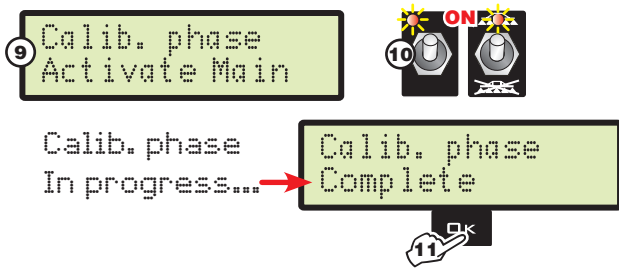 9
Calib. phase
Activate Main
10
ON
Calib. phase
In progress...
Calib. phase
Complete
OK
11